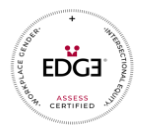 +
WORKPLACE GENDER
INTERSECTIONAL EQUITY
EDGE
ASSESS
CERTIFIED